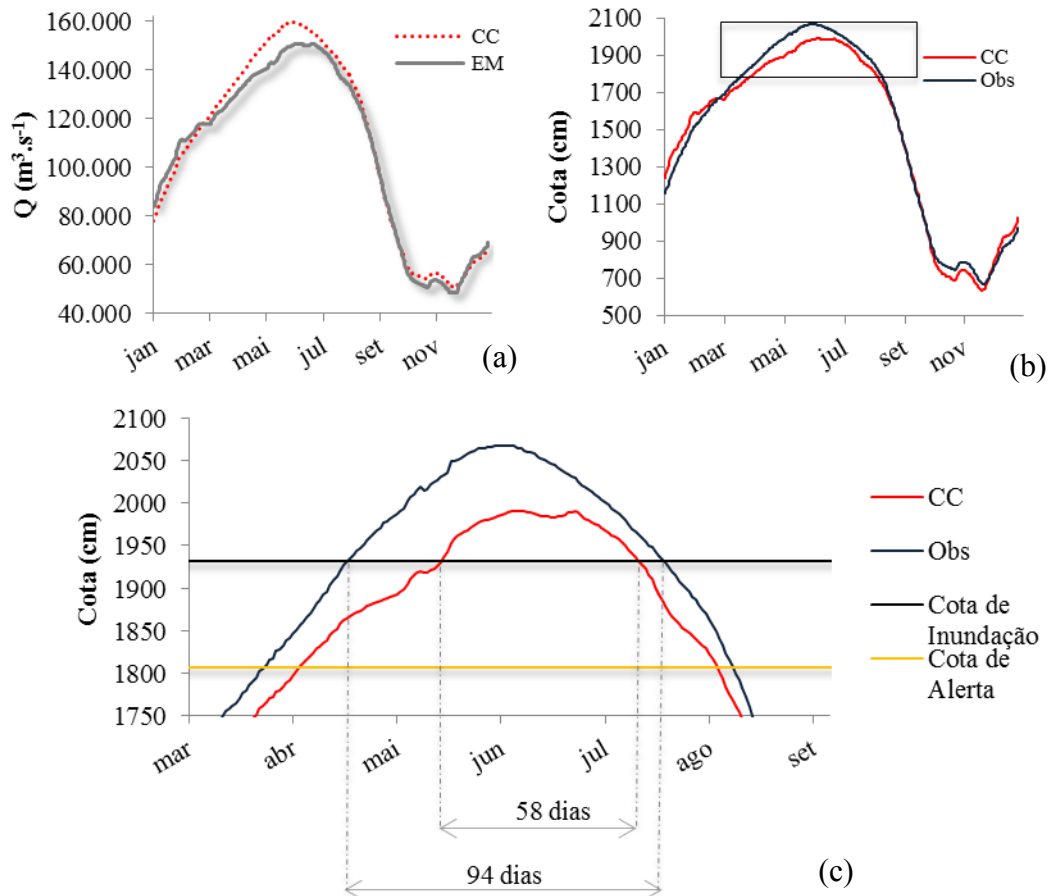 160.000
140.000
120.000
100.000
80.000
60.000
40.000
Q (m³.s⁻¹)
CC
EM
jan
mar
mai
jul
set
nov
(a)
2100
1900
1700
1500
1300
1100
900
700
500
Cota (cm)
CC
Obs
jan
mar
mai
jul
set
nov
(b)
2100
2050
2000
1950
1900
1850
1800
1750
Cota (cm)
CC
Obs
Cota de
Inundação
Cota de
Alerta
mar
abr
mai
jun
jul
ago
set
58 dias
94 dias
(c)